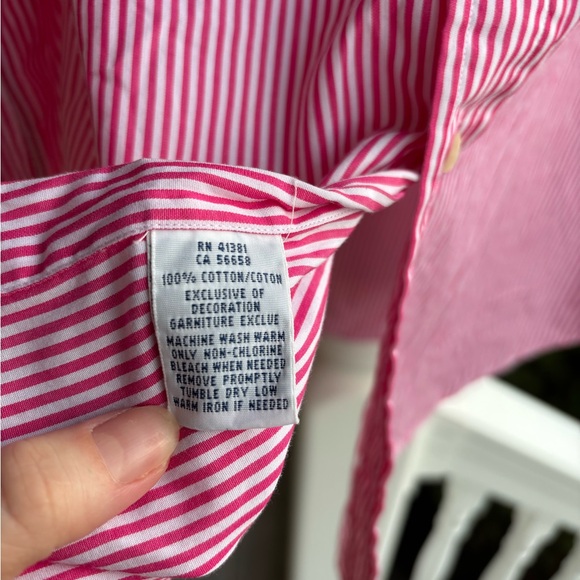 RN 41381
CA 56658
100% COTTON/COTON
EXCLUSIVE OF
DECORATION
GARNITURE EXCLUE
MACHINE WASH WARM
ONLY NON-CHLORINE
BLEACH WHEN NEEDED
REMOVE PROMPTLY
TUMBLE DRY LOW
WARM IRON IF NEEDED